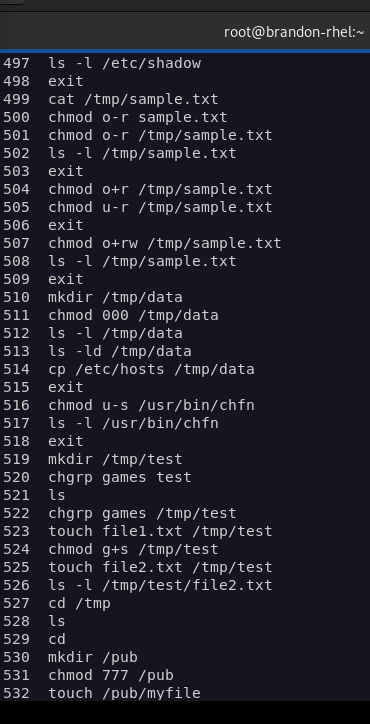 root@brandon-rhel:~
497 ls -l /etc/shadow
498 exit
499 cat /tmp/sample.txt
500 chmod o-r sample.txt
501 chmod o-r /tmp/sample.txt
502 ls -l /tmp/sample.txt
503 exit
504 chmod o+r /tmp/sample.txt
505 chmod u-r /tmp/sample.txt
506 exit
507 chmod o+rw /tmp/sample.txt
508 ls -l /tmp/sample.txt
509 exit
510 mkdir /tmp/data
511 chmod 000 /tmp/data
512 ls -l /tmp/data
513 ls -ld /tmp/data
514 cp /etc/hosts /tmp/data
515 exit
516 chmod u-s /usr/bin/chfn
517 ls -l /usr/bin/chfn
518 exit
519 mkdir /tmp/test
520 chgrp games test
521 ls
522 chgrp games /tmp/test
523 touch file1.txt /tmp/test
524 chmod g+s /tmp/test
525 touch file2.txt /tmp/test
526 ls -l /tmp/test/file2.txt
527 cd /tmp
528 ls
529 cd
530 mkdir /pub
531 chmod 777 /pub
532 touch /pub/myfile